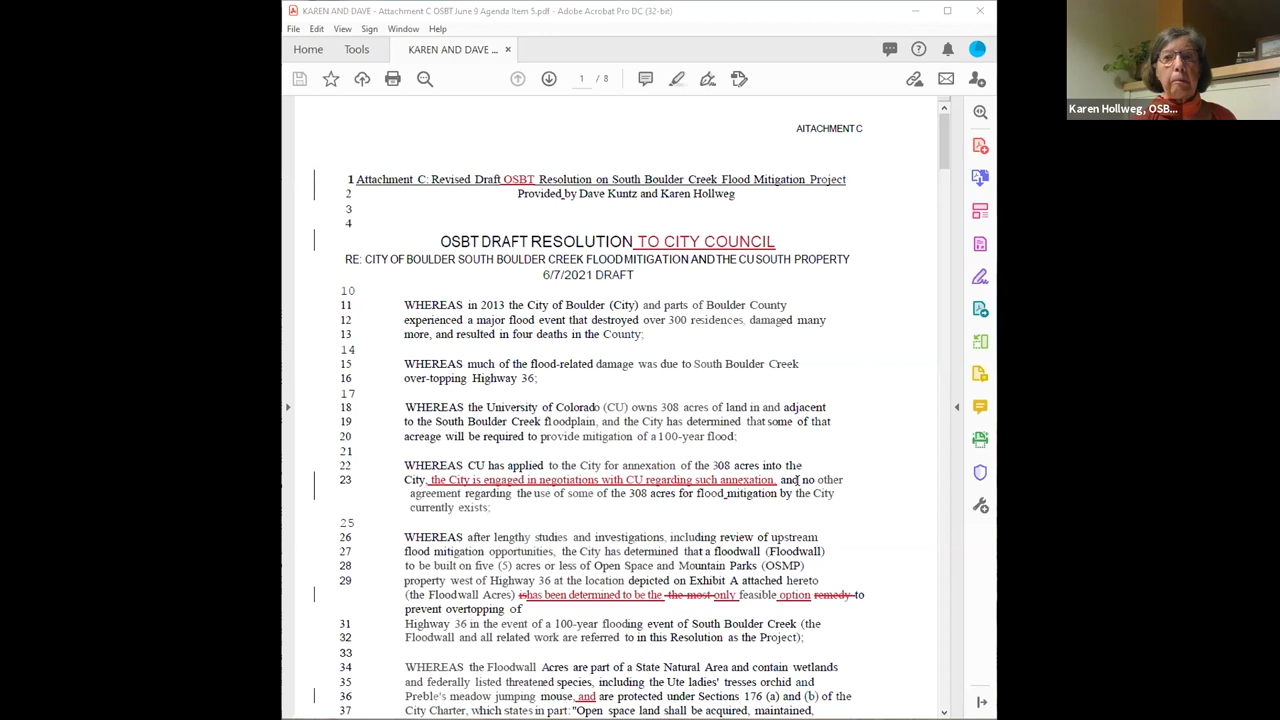 KAREN AND DAVE - Attachment C OSBT June 9 Agenda Item 5.pdf - Adobe Acrobat Pro DC (32-bit)
File Edit View Sign Window Help
Home Tools KAREN AND DAVE ... ×
1 / 8
Karen Hollweg, OSB...
AITACHMENT C
1 Attachment C: Revised Draft OSBT Resolution on South Boulder Creek Flood Mitigation Project
2 Provided by Dave Kuntz and Karen Hollweg
3
4
OSBT DRAFT RESOLUTION TO CITY COUNCIL
RE: CITY OF BOULDER SOUTH BOULDER CREEK FLOOD MITIGATION AND THE CU SOUTH PROPERTY
6/7/2021 DRAFT
10
11 WHEREAS in 2013 the City of Boulder (City) and parts of Boulder County
12 experienced a major flood event that destroyed over 300 residences, damaged many
13 more, and resulted in four deaths in the County;
14
15 WHEREAS much of the flood-related damage was due to South Boulder Creek
16 over-topping Highway 36;
17
18 WHEREAS the University of Colorado (CU) owns 308 acres of land in and adjacent
19 to the South Boulder Creek floodplain, and the City has determined that some of that
20 acreage will be required to provide mitigation of a 100-year flood;
21
22 WHEREAS CU has applied to the City for annexation of the 308 acres into the
23 City, the City is engaged in negotiations with CU regarding such annexation, and no other
agreement regarding the use of some of the 308 acres for flood mitigation by the City
currently exists;
25
26 WHEREAS after lengthy studies and investigations, including review of upstream
27 flood mitigation opportunities, the City has determined that a floodwall (Floodwall)
28 to be built on five (5) acres or less of Open Space and Mountain Parks (OSMP)
29 property west of Highway 36 at the location depicted on Exhibit A attached hereto
(the Floodwall Acres) is has been determined to be the the most only feasible option remedy to
prevent overtopping of
31 Highway 36 in the event of a 100-year flooding event of South Boulder Creek (the
32 Floodwall and all related work are referred to in this Resolution as the Project);
33
34 WHEREAS the Floodwall Acres are part of a State Natural Area and contain wetlands
35 and federally listed threatened species, including the Ute ladies' tresses orchid and
36 Preble's meadow jumping mouse, and are protected under Sections 176 (a) and (b) of the
37 City Charter, which states in part: "Open space land shall be acquired, maintained,